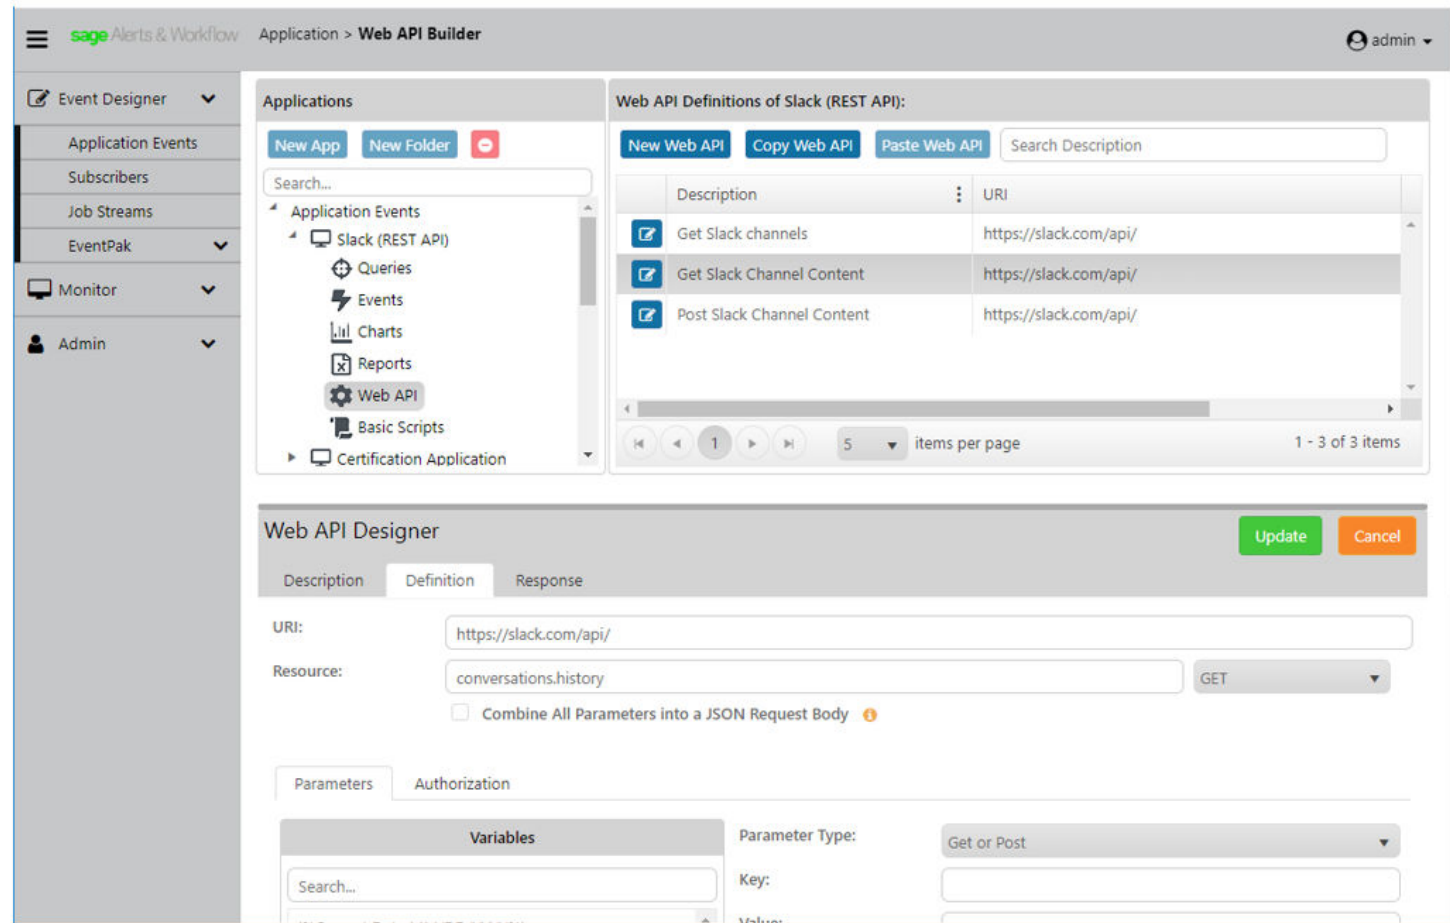 sage Alerts & Workflow
Application > Web API Builder
admin
Event Designer
Application Events
Subscribers
Job Streams
EventPak
Monitor
Admin
Applications
New App
New Folder
Search...
Application Events
Slack (REST API)
Queries
Events
Charts
Reports
Web API
Basic Scripts
Certification Application
Web API Definitions of Slack (REST API):
New Web API
Copy Web API
Paste Web API
Search Description
Description
URI
Get Slack channels
https://slack.com/api/
Get Slack Channel Content
https://slack.com/api/
Post Slack Channel Content
https://slack.com/api/
1
5
items per page
1 - 3 of 3 items
Web API Designer
Update
Cancel
Description
Definition
Response
URI:
https://slack.com/api/
Resource:
conversations.history
GET
Combine All Parameters into a JSON Request Body
Parameters
Authorization
Variables
Search...
Parameter Type:
Get or Post
Key:
Value: